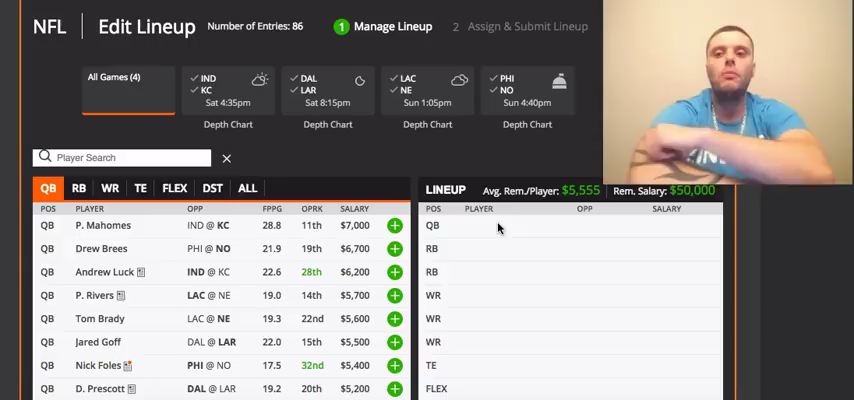 NFL | Edit Lineup Number of Entries: 86 1 Manage Lineup 2 Assign & Submit Lineup
All Games (4)
IND
KC
Sat 4:35pm
Depth Chart
DAL
LAR
Sat 8:15pm
Depth Chart
LAC
NE
Sun 1:05pm
Depth Chart
PHI
NO
Sun 4:40pm
Depth Chart
Player Search
QB RB WR TE FLEX DST ALL
POS PLAYER OPP FPPG OPRK SALARY
QB P. Mahomes IND @ KC 28.8 11th $7,000
QB Drew Brees PHI @ NO 21.9 19th $6,700
QB Andrew Luck IND @ KC 22.6 28th $6,200
QB P. Rivers LAC @ NE 19.0 14th $5,700
QB Tom Brady LAC @ NE 19.3 22nd $5,600
QB Jared Goff DAL @ LAR 22.0 15th $5,500
QB Nick Foles PHI @ NO 17.5 32nd $5,400
QB D. Prescott DAL @ LAR 19.2 20th $5,200
LINEUP Avg. Rem./Player: $5,555 Rem. Salary: $50,000
POS PLAYER OPP SALARY
QB
RB
RB
WR
WR
WR
TE
FLEX